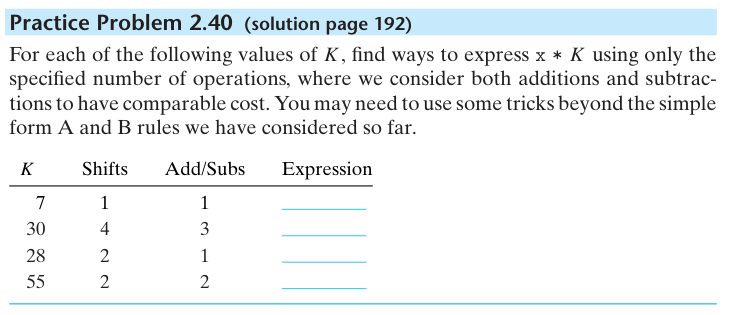 Practice Problem 2.40 (solution page 192)
For each of the following values of K, find ways to express x * K using only the
specified number of operations, where we consider both additions and subtrac-
tions to have comparable cost. You may need to use some tricks beyond the simple
form A and B rules we have considered so far.
K Shifts Add/Subs Expression
7 1 1
30 4 3
28 2 1
55 2 2